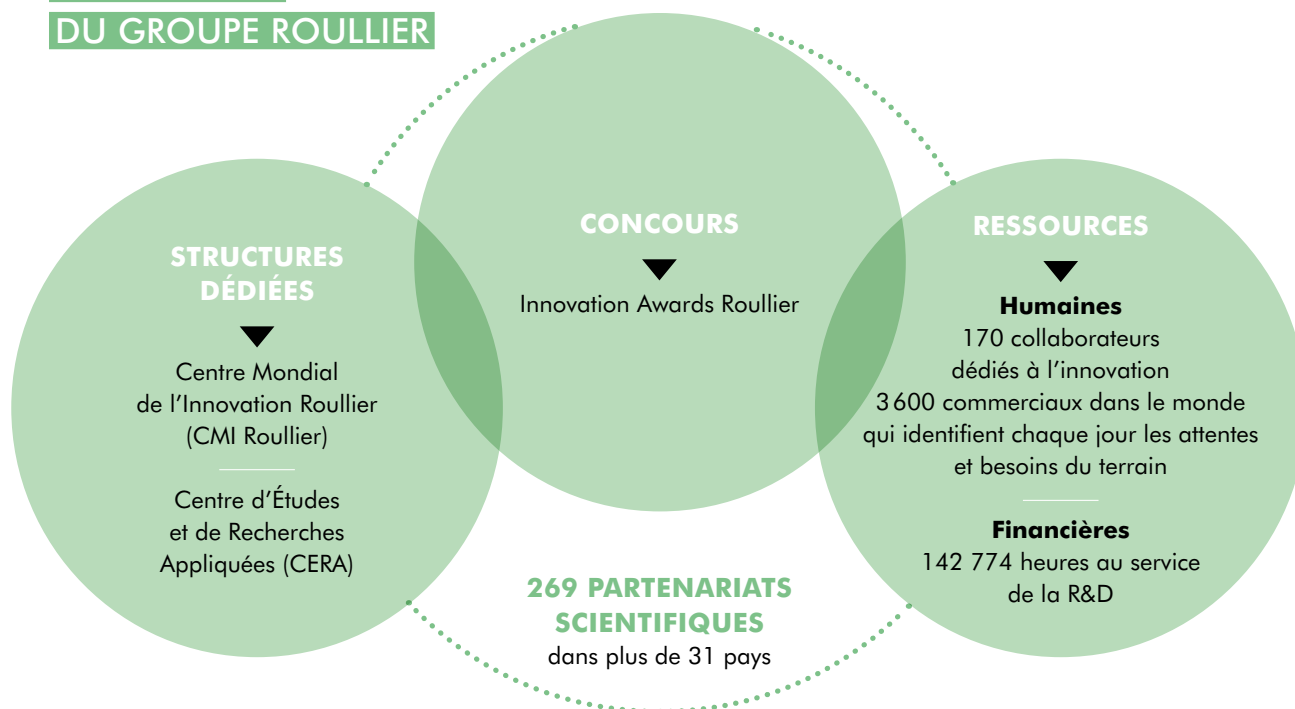 DU GROUPE ROULLIER
STRUCTURES
DÉDIÉES
Centre Mondial
de l'Innovation Roullier
(CMI Roullier)
Centre d'Études
et de Recherches
Appliquées (CERA)
CONCOURS
Innovation Awards Roullier
RESSOURCES
Humaines
170 collaborateurs
dédiés à l'innovation
3 600 commerciaux dans le monde
qui identifient chaque jour les attentes
et besoins du terrain
Financières
142 774 heures au service
de la R&D
269 PARTENARIATS
SCIENTIFIQUES
dans plus de 31 pays